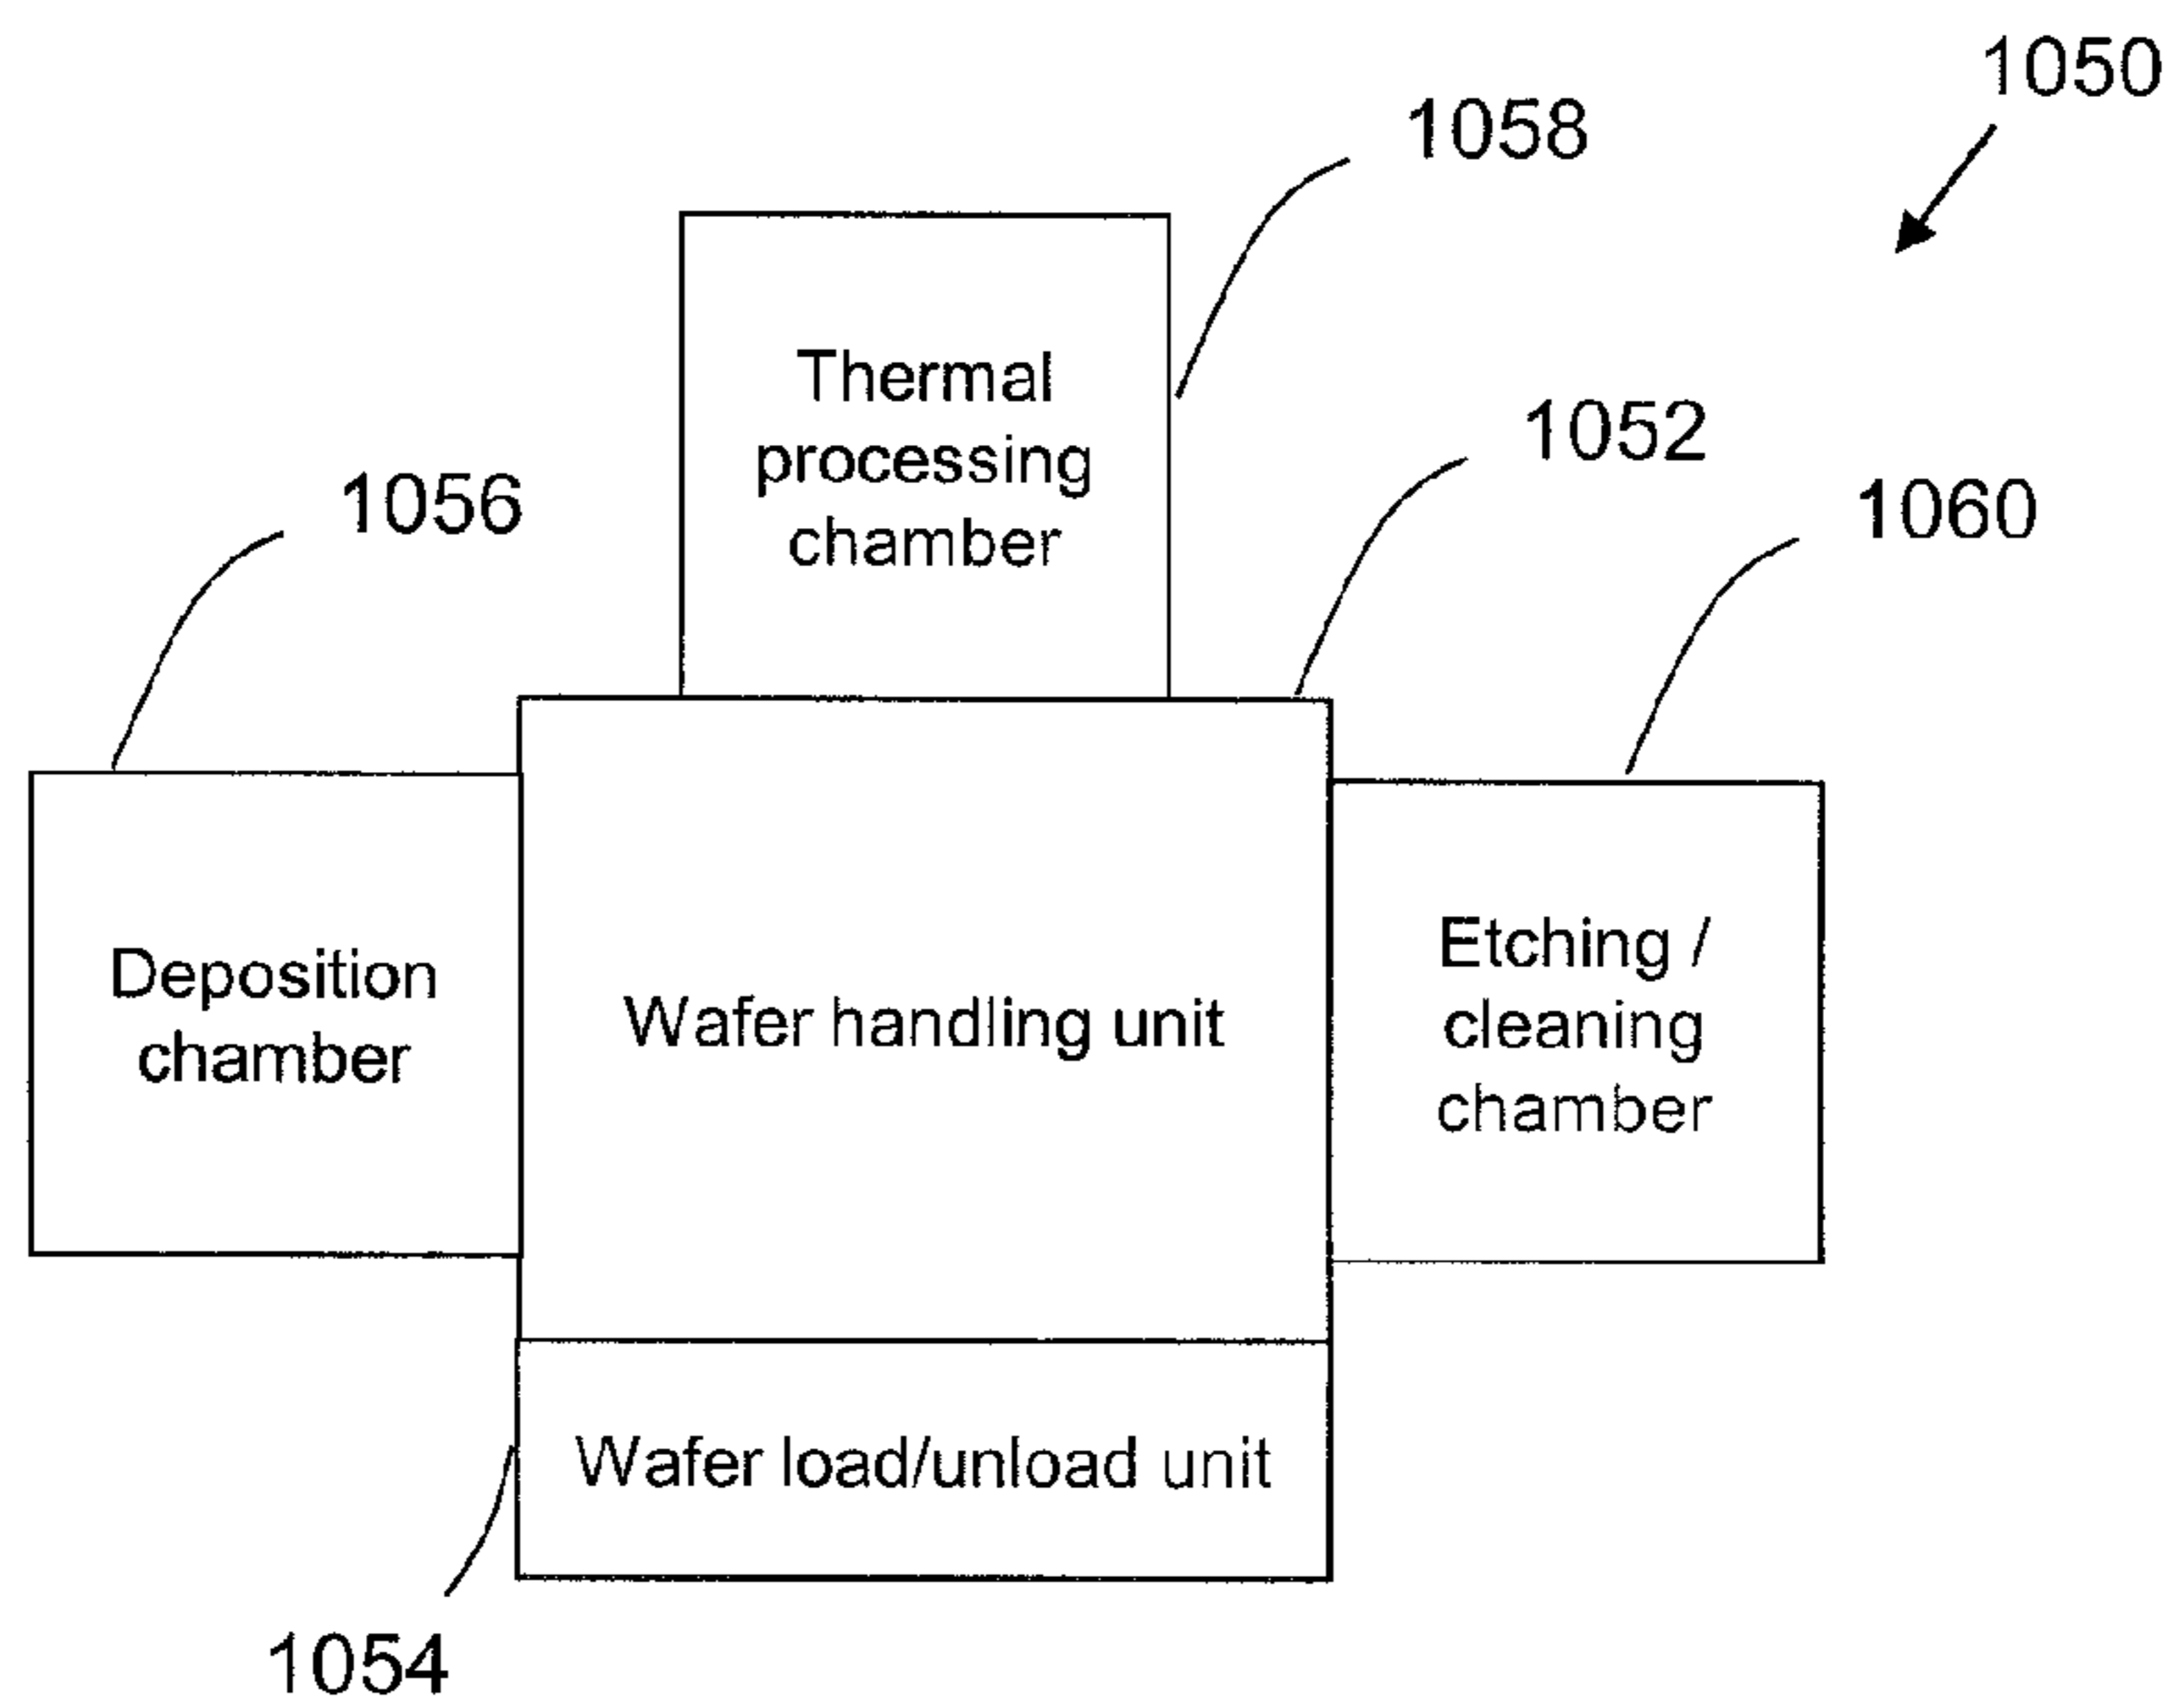 1050
1058
Thermal
processing
chamber
1052
1056
1060
Deposition
chamber
Wafer handling unit
Etching /
cleaning
chamber
Wafer load/unload unit
1054